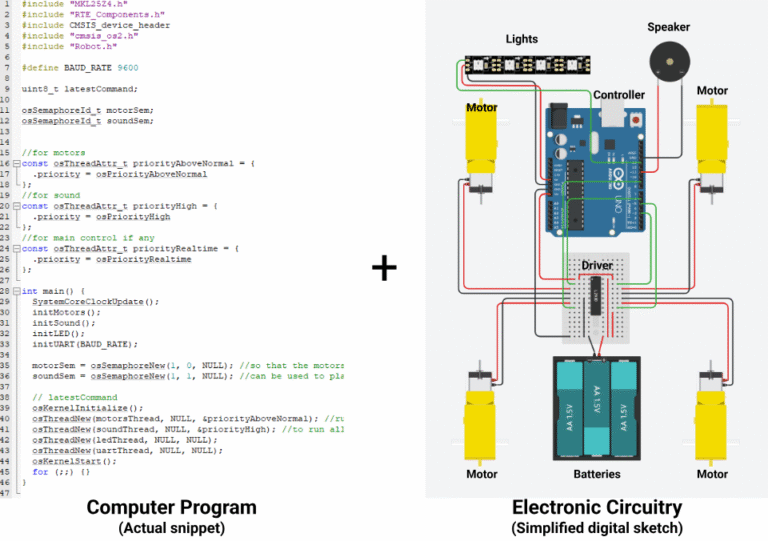 1 #include "MKL25Z4.h"
2 #include "RTE_Components.h"
3 #include CMSIS_device_header
4 #include "cmsis_os2.h"
5 #include "Robot.h"
6
7 #define BAUD_RATE 9600
8
9 uint8_t latestCommand;
10
11 osSemaphoreId_t motorSem;
12 osSemaphoreId_t soundSem;
13
14
15 //for motors
16 const osThreadAttr_t priorityAboveNormal = {
17 .priority = osPriorityAboveNormal
18 };
19 //for sound
20 const osThreadAttr_t priorityHigh = {
21 .priority = osPriorityHigh
22 };
23 //for main control if any
24 const osThreadAttr_t priorityRealtime = {
25 .priority = osPriorityRealtime
26 };
27
28 int main() {
29 SystemCoreClockUpdate();
30 initMotors();
31 initSound();
32 initLED();
33 initUART(BAUD_RATE);
34
35 motorSem = osSemaphoreNew(1, 0, NULL); //so that the motors
36 soundSem = osSemaphoreNew(1, 1, NULL); //can be used to pla
37
38 // latestCommand
39 osKernelInitialize();
40 osThreadNew(motorsThread, NULL, &priorityAboveNormal); //ru
41 osThreadNew(soundThread, NULL, &priorityHigh); //to run all
42 osThreadNew(ledThread, NULL, NULL);
43 osThreadNew(uartThread, NULL, NULL);
44 osKernelStart();
45 for (;;) {}
46 }
47
+
Speaker
Lights
Controller
Motor
Motor
ARDUINO
UNO
Driver
AA 1.5V
AA 1.5V
AA 1.5V
Motor
Batteries
Motor
Computer Program
(Actual snippet)
Electronic Circuitry
(Simplified digital sketch)